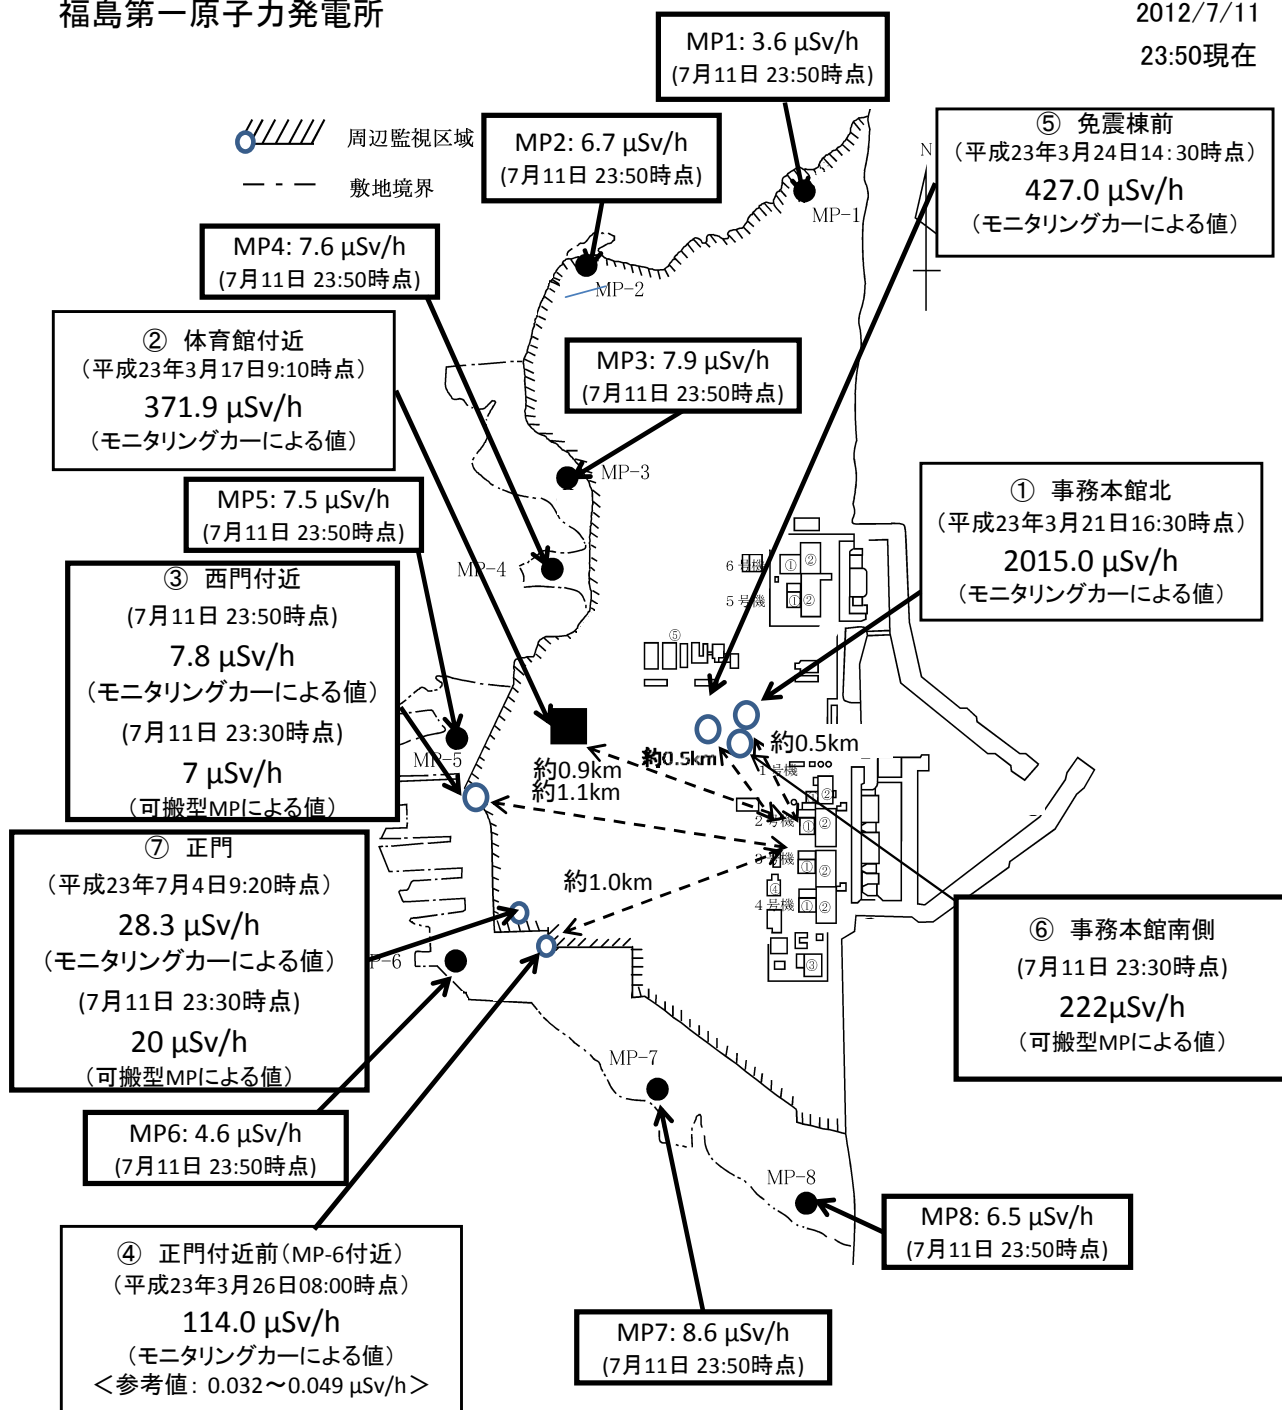 福島第一原子力発電所
2012/7/11
23:50現在
MP1: 3.6 μSv/h
(7月11日 23:50時点)
周辺監視区域
敷地境界
MP2: 6.7 μSv/h
(7月11日 23:50時点)
⑤ 免震棟前
(平成23年3月24日14:30時点)
427.0 μSv/h
(モニタリングカーによる値)
N
MP-1
MP4: 7.6 μSv/h
(7月11日 23:50時点)
MP-2
② 体育館付近
(平成23年3月17日9:10時点)
371.9 μSv/h
(モニタリングカーによる値)
MP3: 7.9 μSv/h
(7月11日 23:50時点)
MP-3
MP5: 7.5 μSv/h
(7月11日 23:50時点)
① 事務本館北
(平成23年3月21日16:30時点)
2015.0 μSv/h
(モニタリングカーによる値)
MP-4
6号機
① ②
5号機
① ②
③ 西門付近
(7月11日 23:50時点)
7.8 μSv/h
(モニタリングカーによる値)
(7月11日 23:30時点)
7 μSv/h
(可搬型MPによる値)
⑤
MP-5
約0.9km
約1.1km
約0.5km
約0.5km
1号機
②
2号機
① ②
3号機
① ②
4号機
① ②
④
③
約1.0km
⑦ 正門
(平成23年7月4日9:20時点)
28.3 μSv/h
(モニタリングカーによる値)
(7月11日 23:30時点)
20 μSv/h
(可搬型MPによる値)
P-6
⑥ 事務本館南側
(7月11日 23:30時点)
222μSv/h
(可搬型MPによる値)
MP-7
MP6: 4.6 μSv/h
(7月11日 23:50時点)
MP-8
MP8: 6.5 μSv/h
(7月11日 23:50時点)
④ 正門付近前(MP-6付近)
(平成23年3月26日08:00時点)
114.0 μSv/h
(モニタリングカーによる値)
<参考値: 0.032～0.049 μSv/h>
MP7: 8.6 μSv/h
(7月11日 23:50時点)